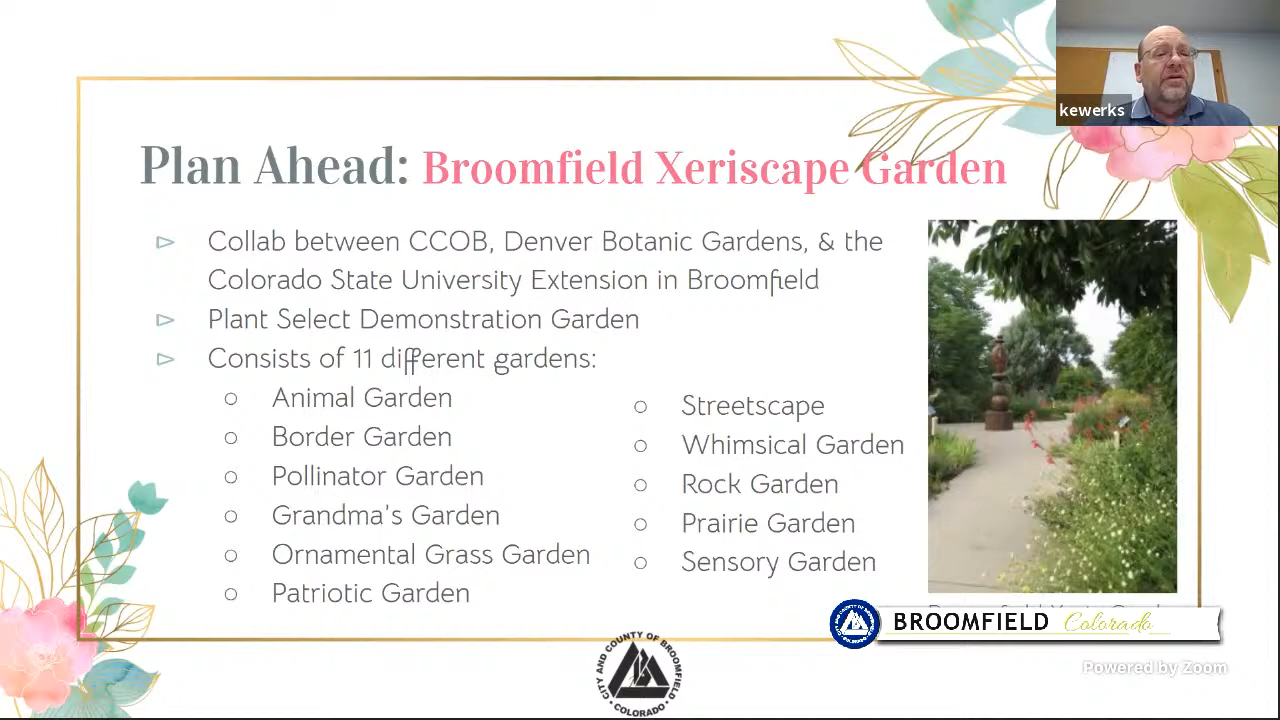 kewerks
Plan Ahead: Broomfield Xeriscape Garden
Collab between CCOB, Denver Botanic Gardens, & the
Colorado State University Extension in Broomfield
Plant Select Demonstration Garden
Consists of 11 different gardens:
Animal Garden
Border Garden
Pollinator Garden
Grandma's Garden
Ornamental Grass Garden
Patriotic Garden
Streetscape
Whimsical Garden
Rock Garden
Prairie Garden
Sensory Garden
BROOMFIELD Colorado
Powered by Zoom
CITY AND COUNTY OF BROOMFIELD
COLORADO